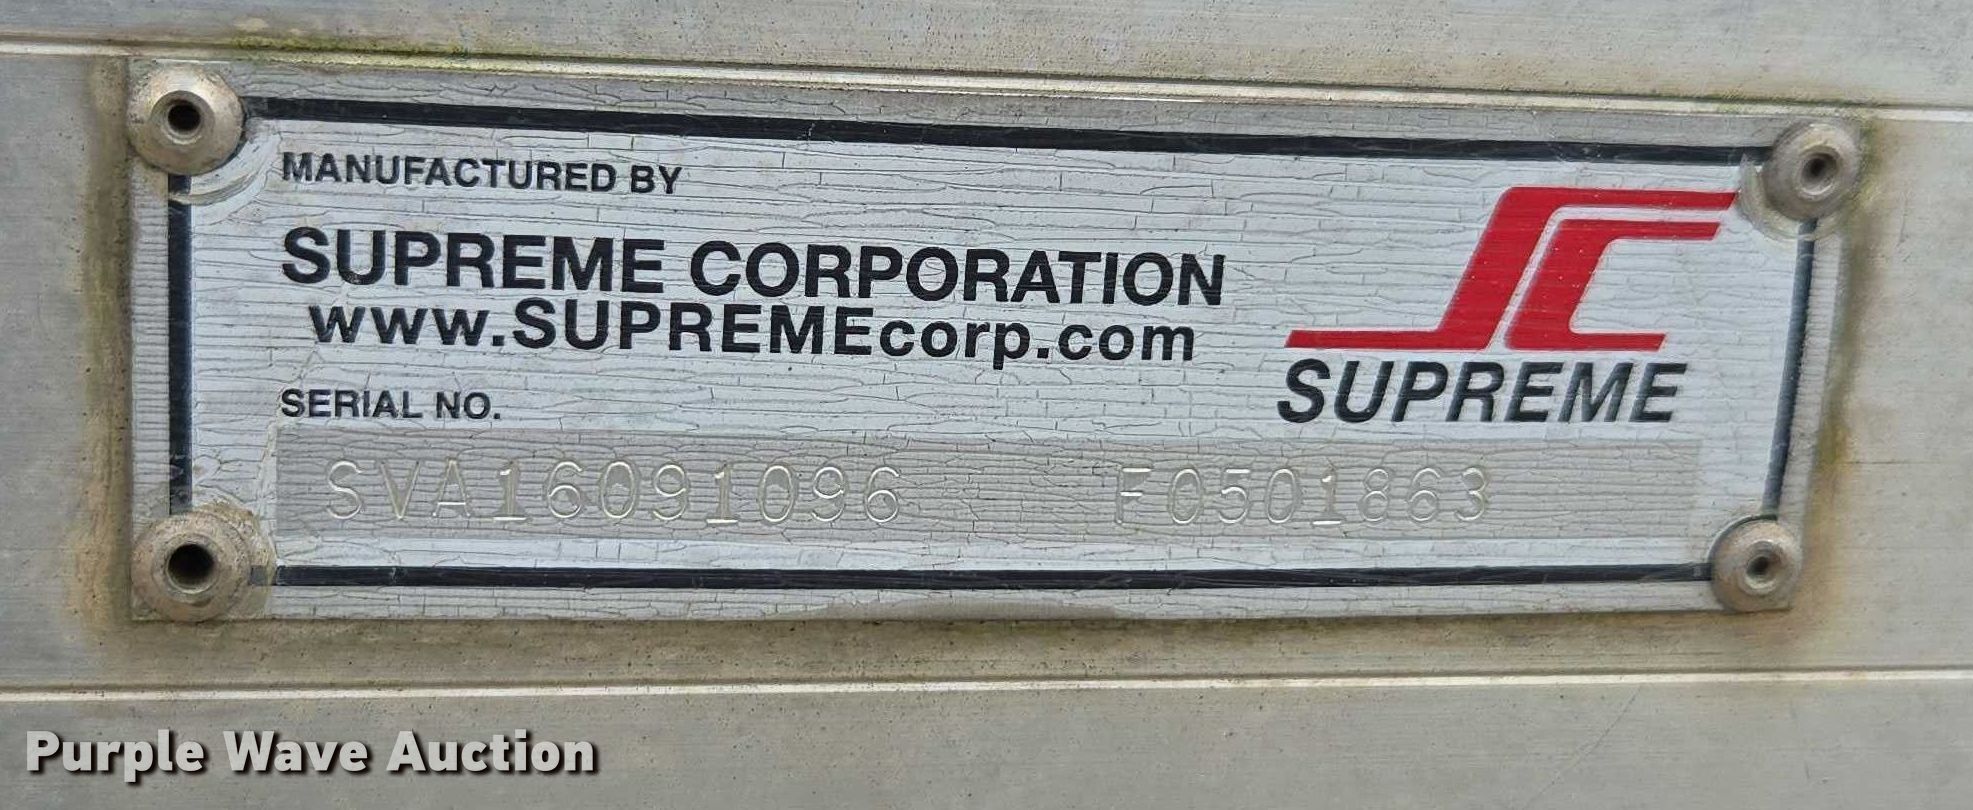 MANUFACTURED BY
SUPREME CORPORATION
www.SUPREMEcorp.com
SUPREME
SERIAL NO.
SVA16091096 F0501863
Purple Wave Auction